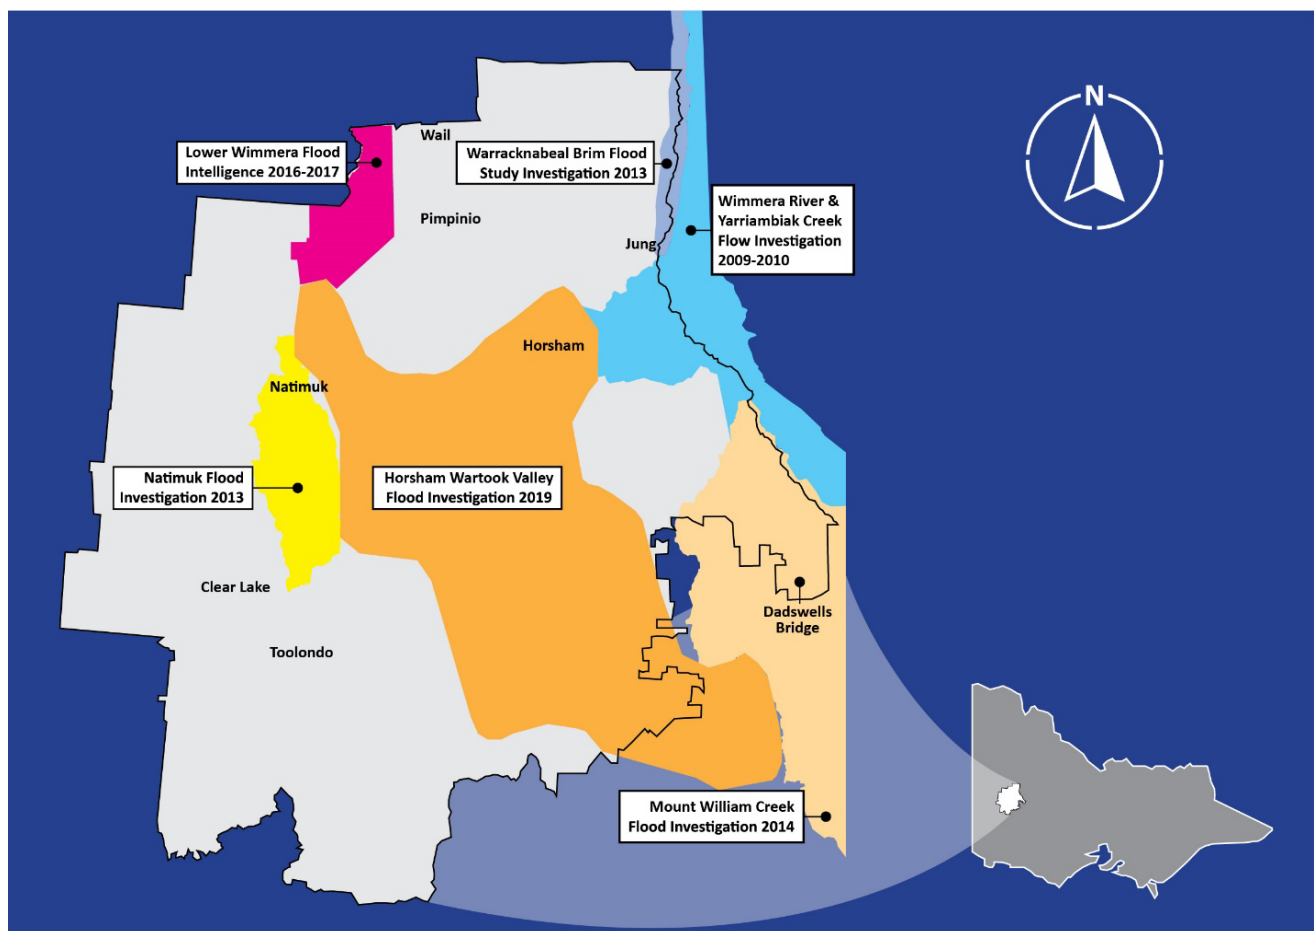 N
Wail
Lower Wimmera Flood
Intelligence 2016-2017
Warracknabeal Brim Flood
Study Investigation 2013
Wimmera River &
Yarriambiak Creek
Flow Investigation
2009-2010
Pimpinio
Jung
Horsham
Natimuk
Natimuk Flood
Investigation 2013
Horsham Wartook Valley
Flood Investigation 2019
Clear Lake
Dadswells
Bridge
Toolondo
Mount William Creek
Flood Investigation 2014